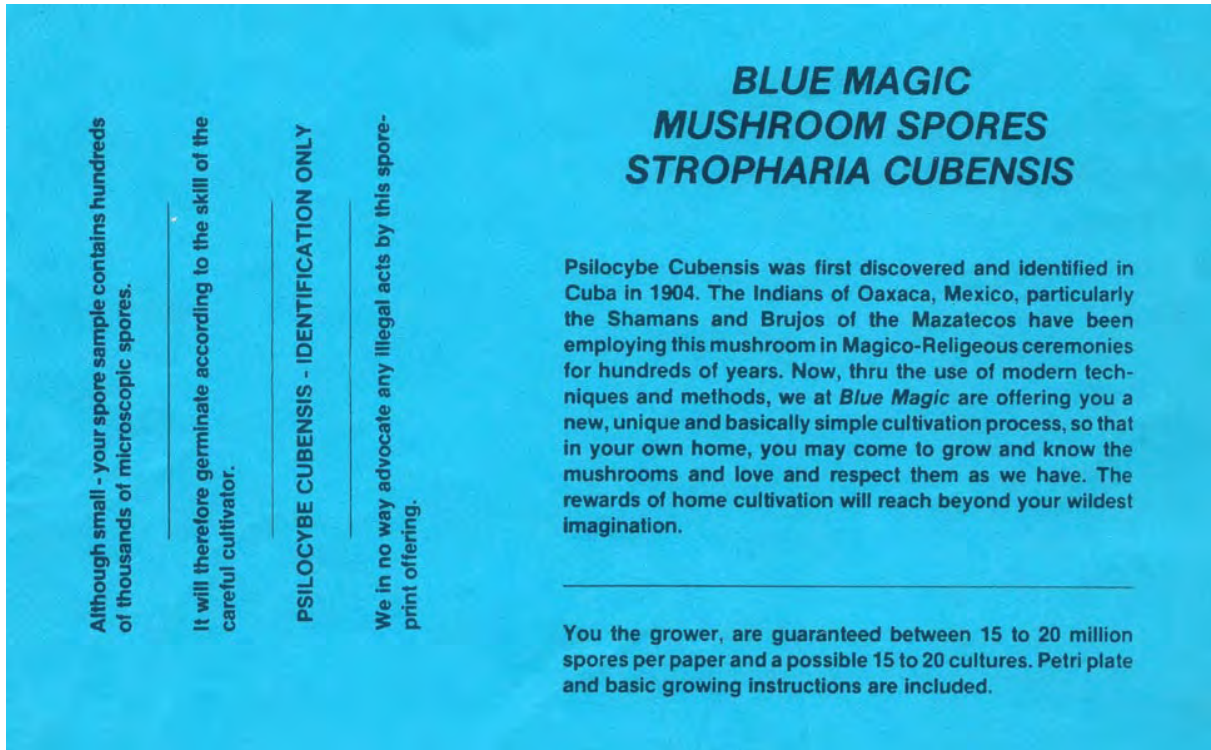 Although small - your spore sample contains hundreds
of thousands of microscopic spores.
It will therefore germinate according to the skill of the
careful cultivator.
PSILOCYBE CUBENSIS - IDENTIFICATION ONLY
We in no way advocate any illegal acts by this spore-
print offering.
BLUE MAGIC
MUSHROOM SPORES
STROPHARIA CUBENSIS
Psilocybe Cubensis was first discovered and identified in
Cuba in 1904. The Indians of Oaxaca, Mexico, particularly
the Shamans and Brujos of the Mazatecos have been
employing this mushroom in Magico-Religeous ceremonies
for hundreds of years. Now, thru the use of modern tech-
niques and methods, we at Blue Magic are offering you a
new, unique and basically simple cultivation process, so that
in your own home, you may come to grow and know the
mushrooms and love and respect them as we have. The
rewards of home cultivation will reach beyond your wildest
imagination.
You the grower, are guaranteed between 15 to 20 million
spores per paper and a possible 15 to 20 cultures. Petri plate
and basic growing instructions are included.